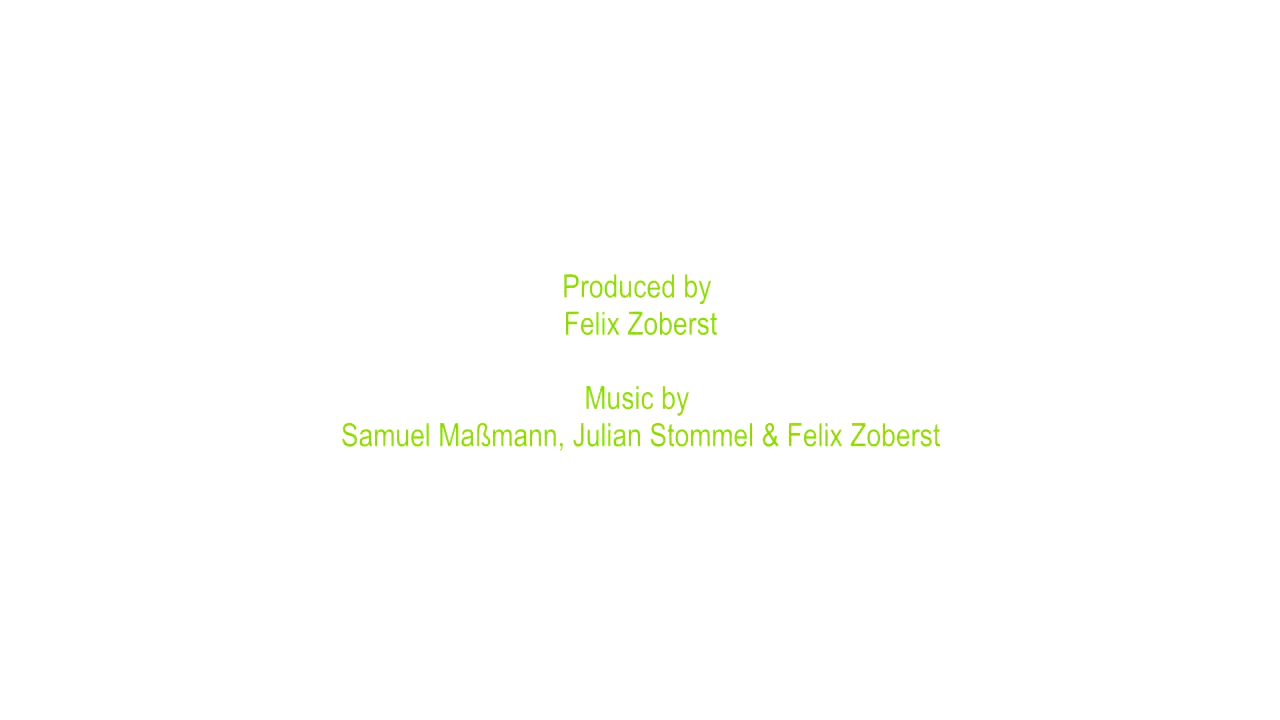 Produced by
Felix Zoberst
Music by
Samuel Maßmann, Julian Stommel & Felix Zoberst